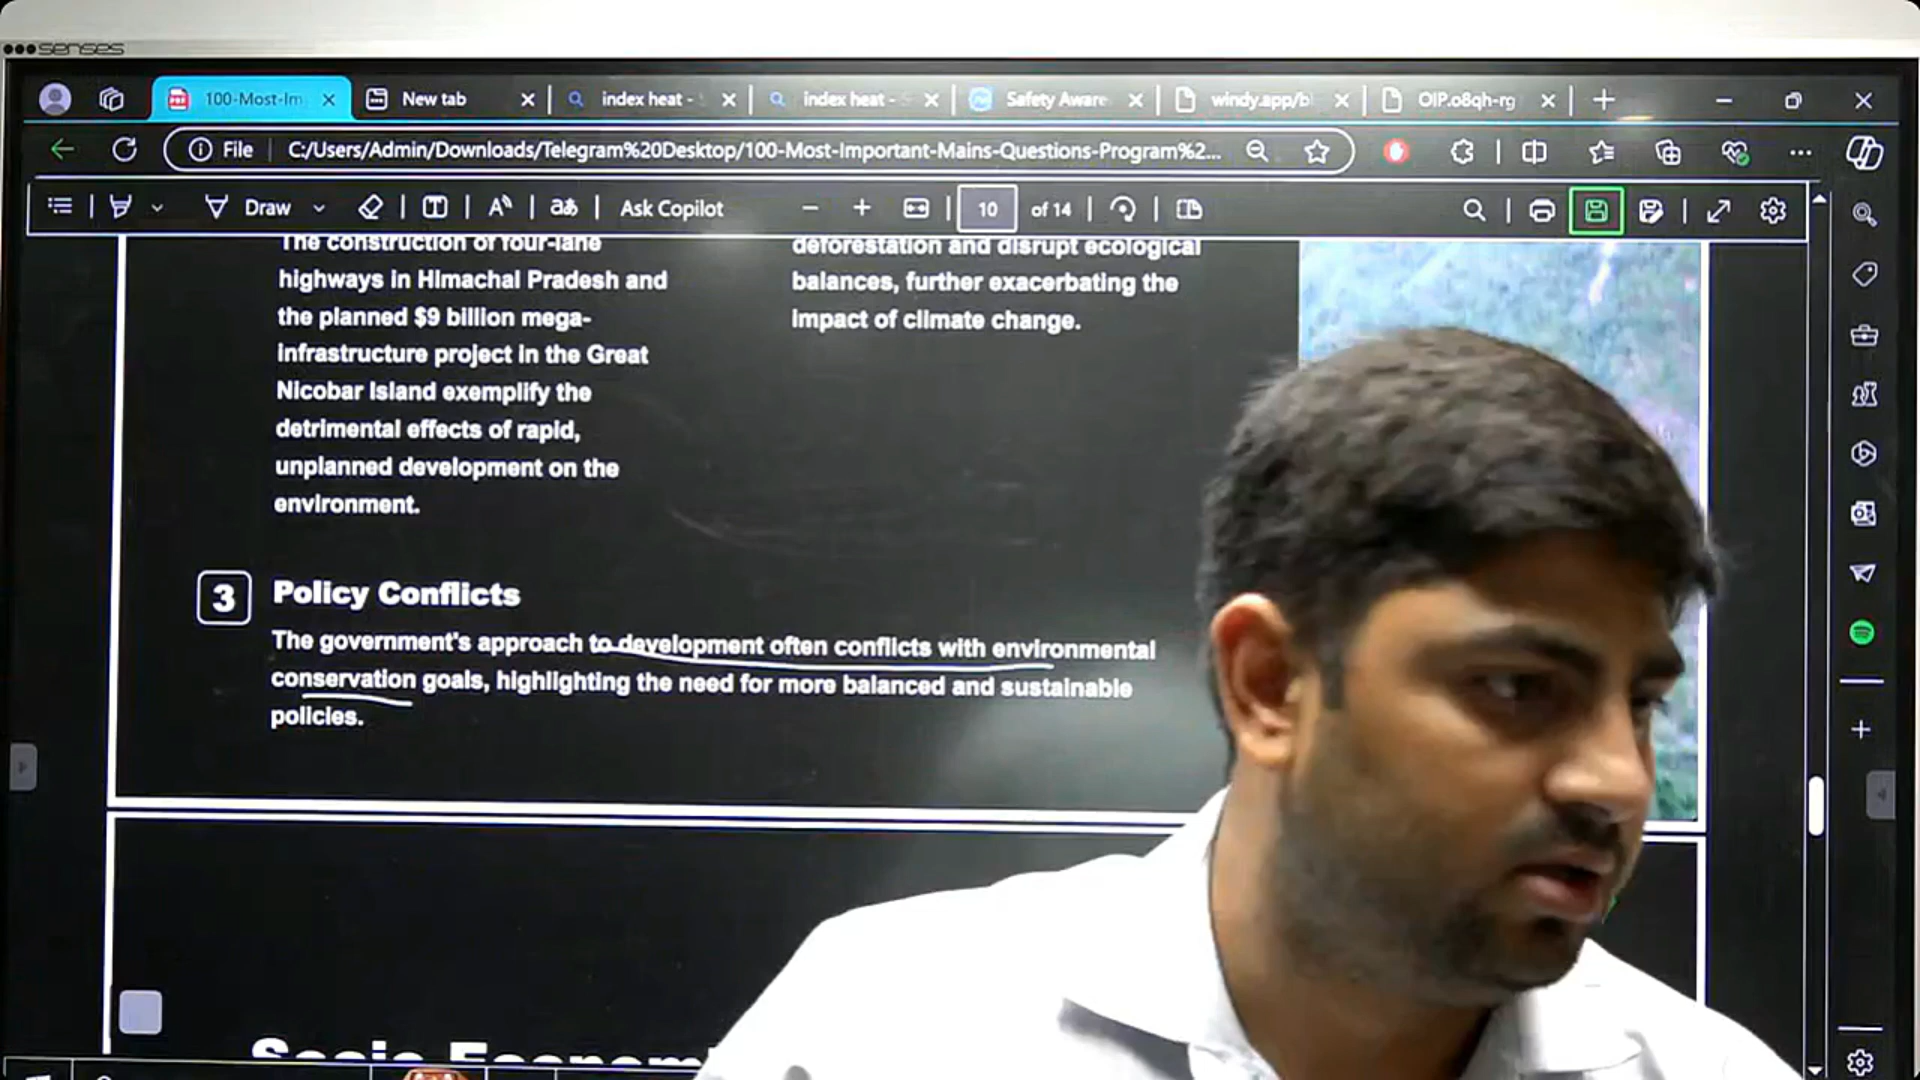 senses
100-Most-Im
New tab
index heat -
index heat -
Safety Aware
windy.app/bl
OIP.o8qh-rg
File
C:/Users/Admin/Downloads/Telegram%20Desktop/100-Most-Important-Mains-Questions-Program%2...
Draw
Ask Copilot
10
of 14
The construction of four-lane
highways in Himachal Pradesh and
the planned $9 billion mega-
infrastructure project in the Great
Nicobar Island exemplify the
detrimental effects of rapid,
unplanned development on the
environment.
deforestation and disrupt ecological
balances, further exacerbating the
impact of climate change.
3
Policy Conflicts
The government's approach to development often conflicts with environmental
conservation goals, highlighting the need for more balanced and sustainable
policies.